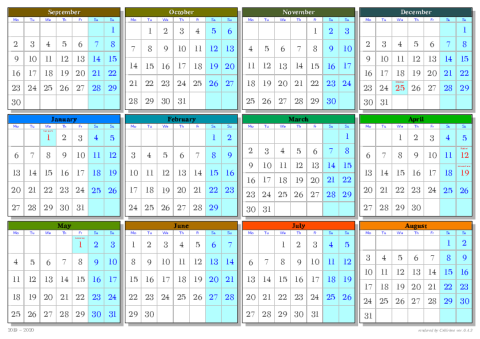 September
Mo Tu We Th Fr Sa Su
1
2 3 4 5 6 7 8
9 10 11 12 13 14 15
16 17 18 19 20 21 22
23 24 25 26 27 28 29
30
October
Mo Tu We Th Fr Sa Su
1 2 3 4 5 6
7 8 9 10 11 12 13
14 15 16 17 18 19 20
21 22 23 24 25 26 27
28 29 30 31
November
Mo Tu We Th Fr Sa Su
1 2 3
4 5 6 7 8 9 10
11 12 13 14 15 16 17
18 19 20 21 22 23 24
25 26 27 28 29 30
December
Mo Tu We Th Fr Sa Su
1
2 3 4 5 6 7 8
9 10 11 12 13 14 15
16 17 18 19 20 21 22
23 24 25 26 27 28 29
30 31
January
Mo Tu We Th Fr Sa Su
1 2 3 4 5
6 7 8 9 10 11 12
13 14 15 16 17 18 19
20 21 22 23 24 25 26
27 28 29 30 31
February
Mo Tu We Th Fr Sa Su
1 2
3 4 5 6 7 8 9
10 11 12 13 14 15 16
17 18 19 20 21 22 23
24 25 26 27 28 29
March
Mo Tu We Th Fr Sa Su
1
2 3 4 5 6 7 8
9 10 11 12 13 14 15
16 17 18 19 20 21 22
23 24 25 26 27 28 29
30 31
April
Mo Tu We Th Fr Sa Su
1 2 3 4 5
6 7 8 9 10 11 12
13 14 15 16 17 18 19
20 21 22 23 24 25 26
27 28 29 30
May
Mo Tu We Th Fr Sa Su
1 2 3
4 5 6 7 8 9 10
11 12 13 14 15 16 17
18 19 20 21 22 23 24
25 26 27 28 29 30 31
June
Mo Tu We Th Fr Sa Su
1 2 3 4 5 6 7
8 9 10 11 12 13 14
15 16 17 18 19 20 21
22 23 24 25 26 27 28
29 30
July
Mo Tu We Th Fr Sa Su
1 2 3 4 5
6 7 8 9 10 11 12
13 14 15 16 17 18 19
20 21 22 23 24 25 26
27 28 29 30 31
August
Mo Tu We Th Fr Sa Su
1 2
3 4 5 6 7 8 9
10 11 12 13 14 15 16
17 18 19 20 21 22 23
24 25 26 27 28 29 30
31
2019 - 2020